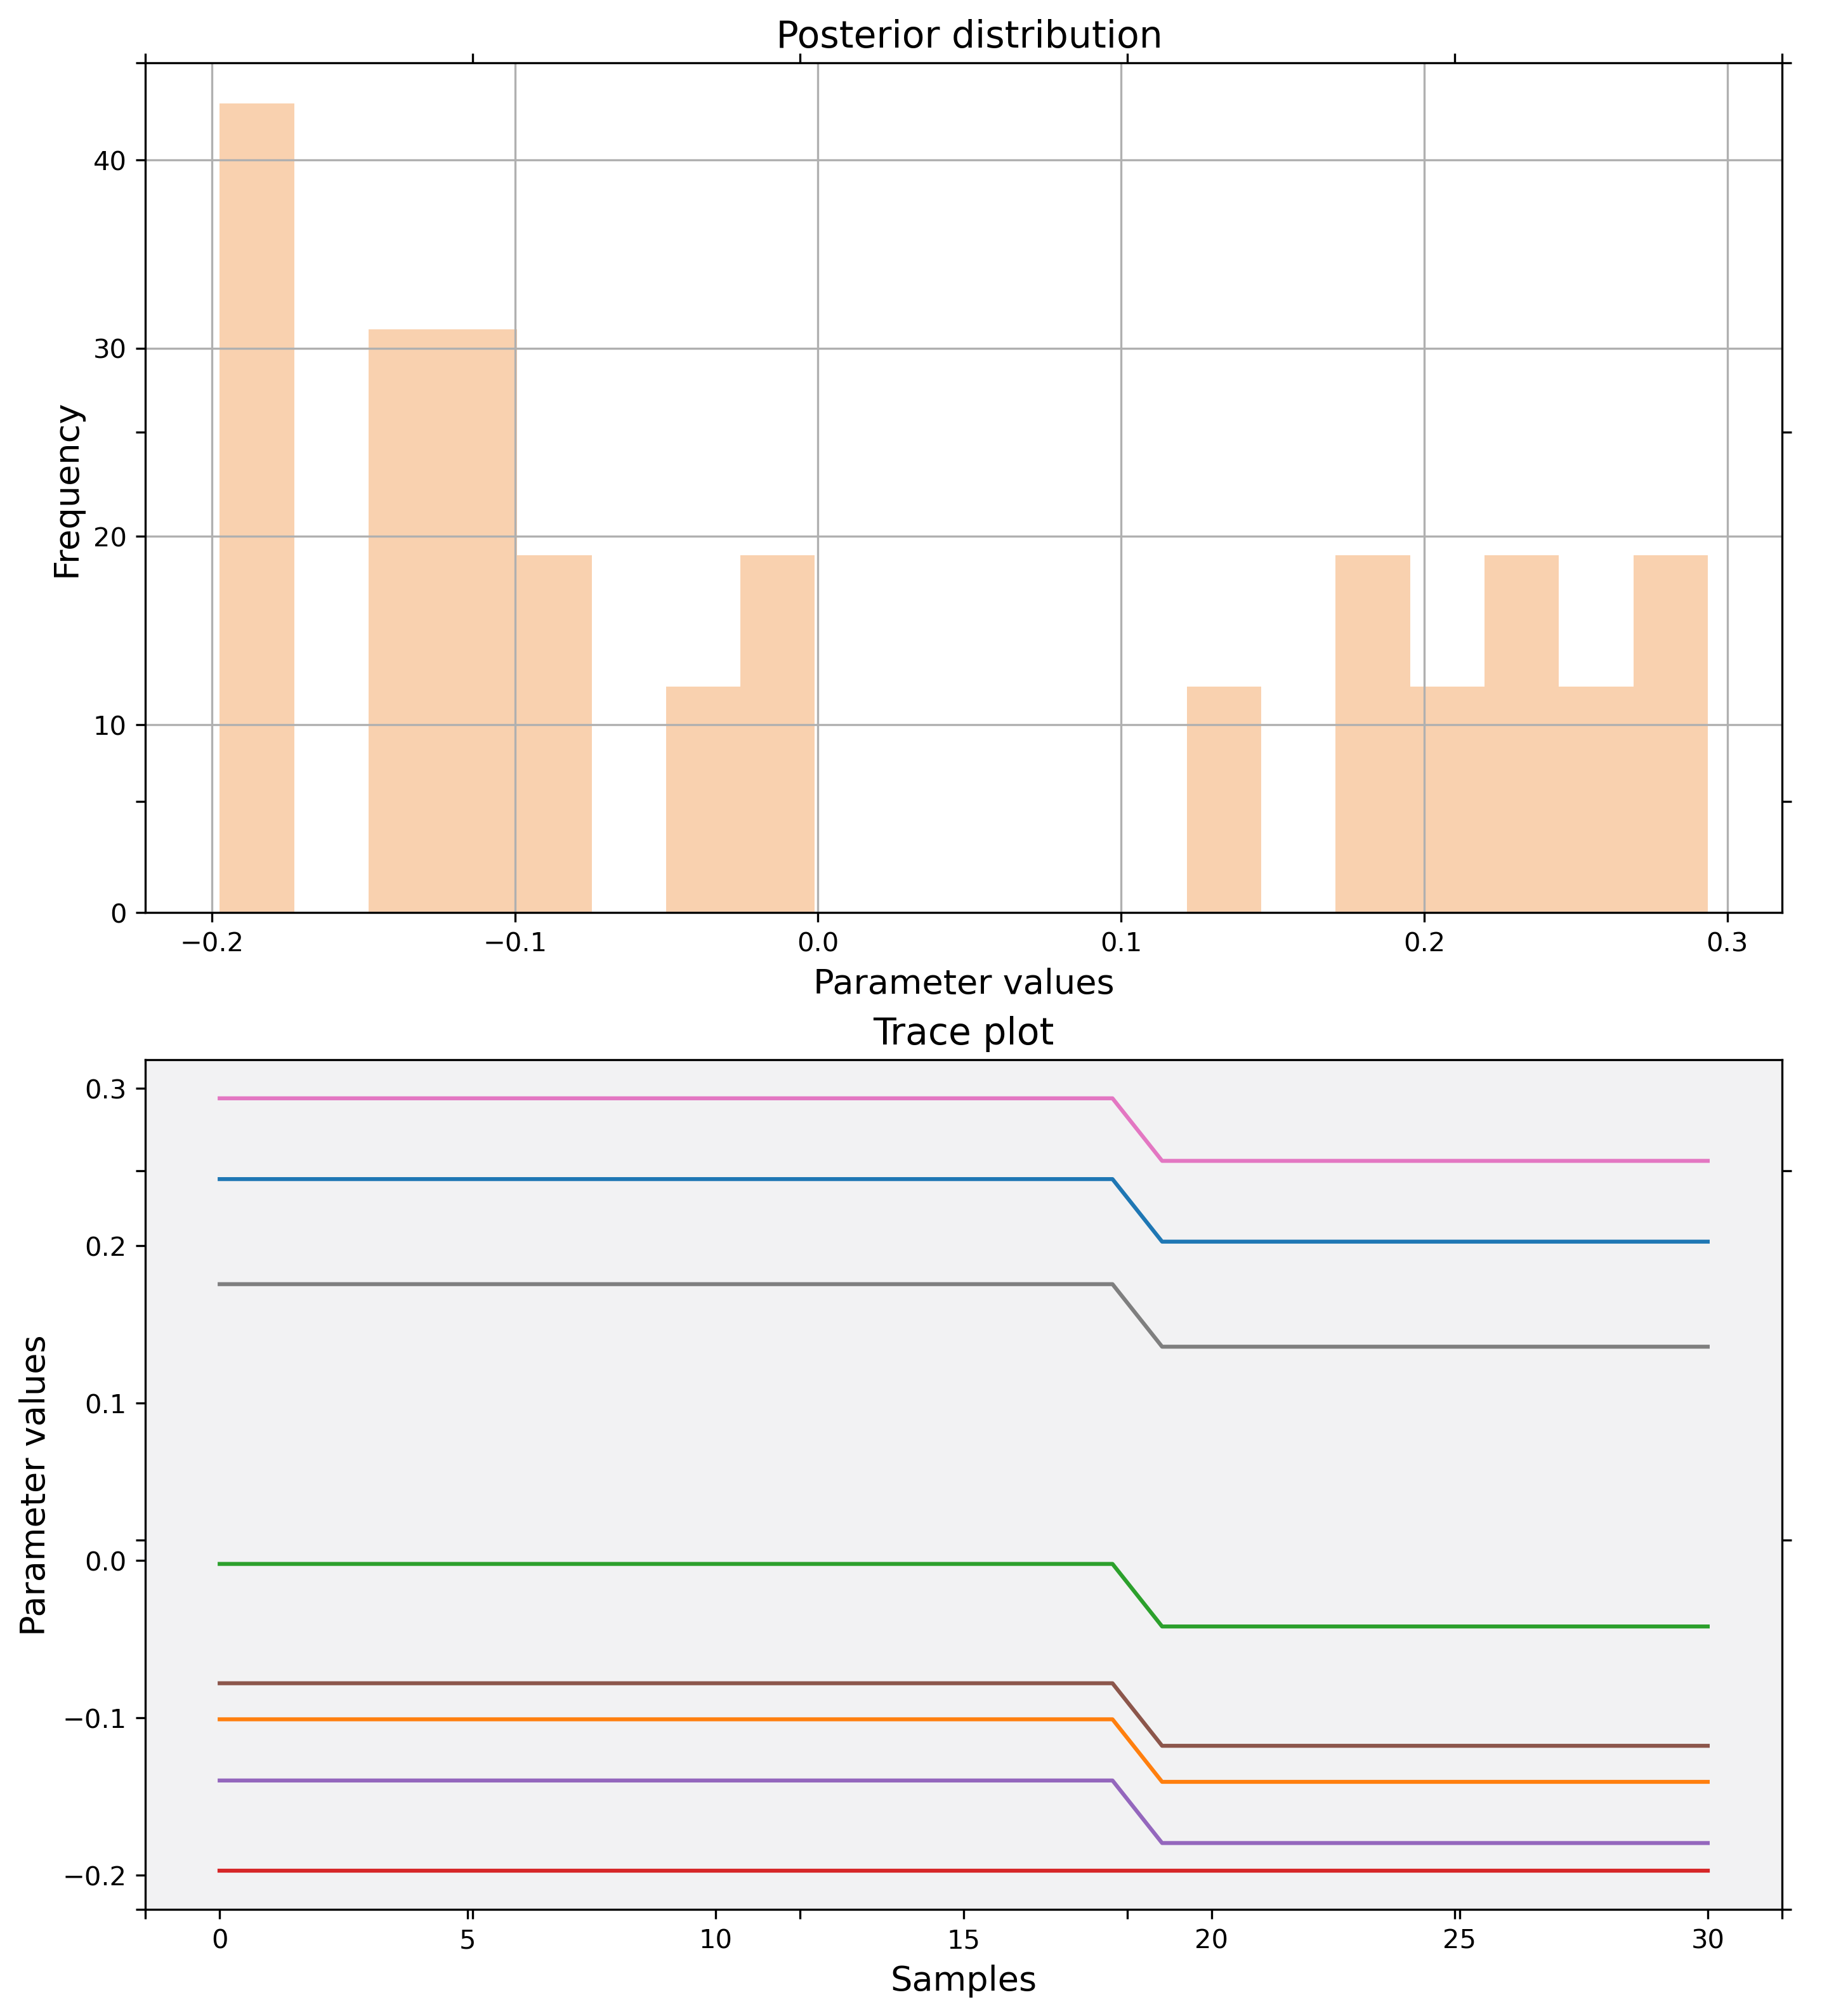 Posterior distribution
40
30
20
10
0
Frequency
−0.2 −0.1 0.0 0.1 0.2 0.3
Parameter values
Trace plot
0.3
0.2
0.1
0.0
−0.1
−0.2
Parameter values
0 5 10 15 20 25 30
Samples